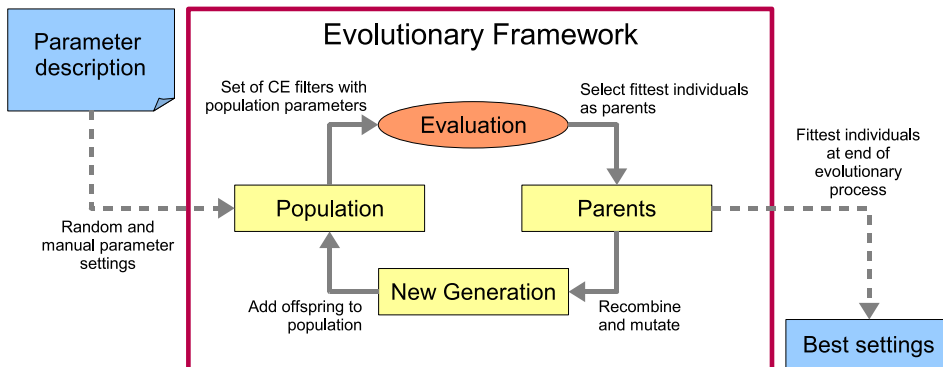 Parameter
description
Evolutionary Framework
Set of CE filters with
population parameters
Select fittest individuals
as parents
Evaluation
Fittest individuals
at end of
evolutionary
process
Population
Parents
Random and
manual parameter
settings
New Generation
Add offspring to
population
Recombine
and mutate
Best settings